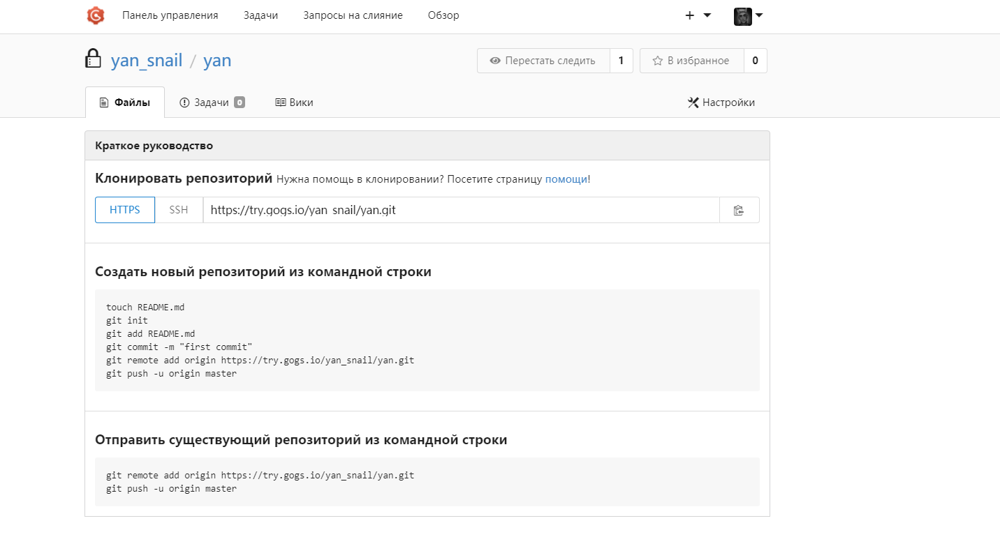 Панель управления Задачи Запросы на слияние Обзор
yan_snail / yan
Перестать следить 1 В избранное 0
Файлы Задачи 0 Вики Настройки
Краткое руководство
Клонировать репозиторий Нужна помощь в клонировании? Посетите страницу помощи!
HTTPS SSH https://try.gogs.io/yan_snail/yan.git
Создать новый репозиторий из командной строки
touch README.md
git init
git add README.md
git commit -m "first commit"
git remote add origin https://try.gogs.io/yan_snail/yan.git
git push -u origin master
Отправить существующий репозиторий из командной строки
git remote add origin https://try.gogs.io/yan_snail/yan.git
git push -u origin master